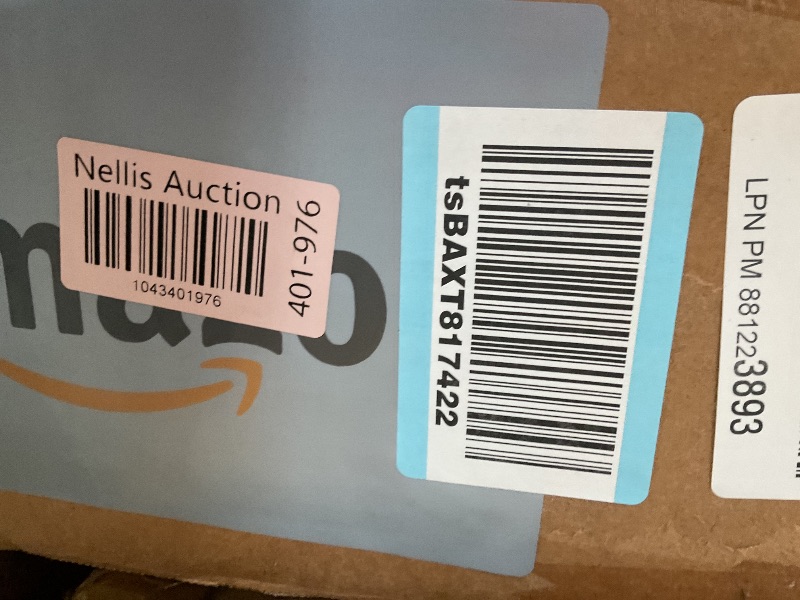 Nellis Auction
1043401976
401-976
tsBAXT817422
LPN PM 881223893